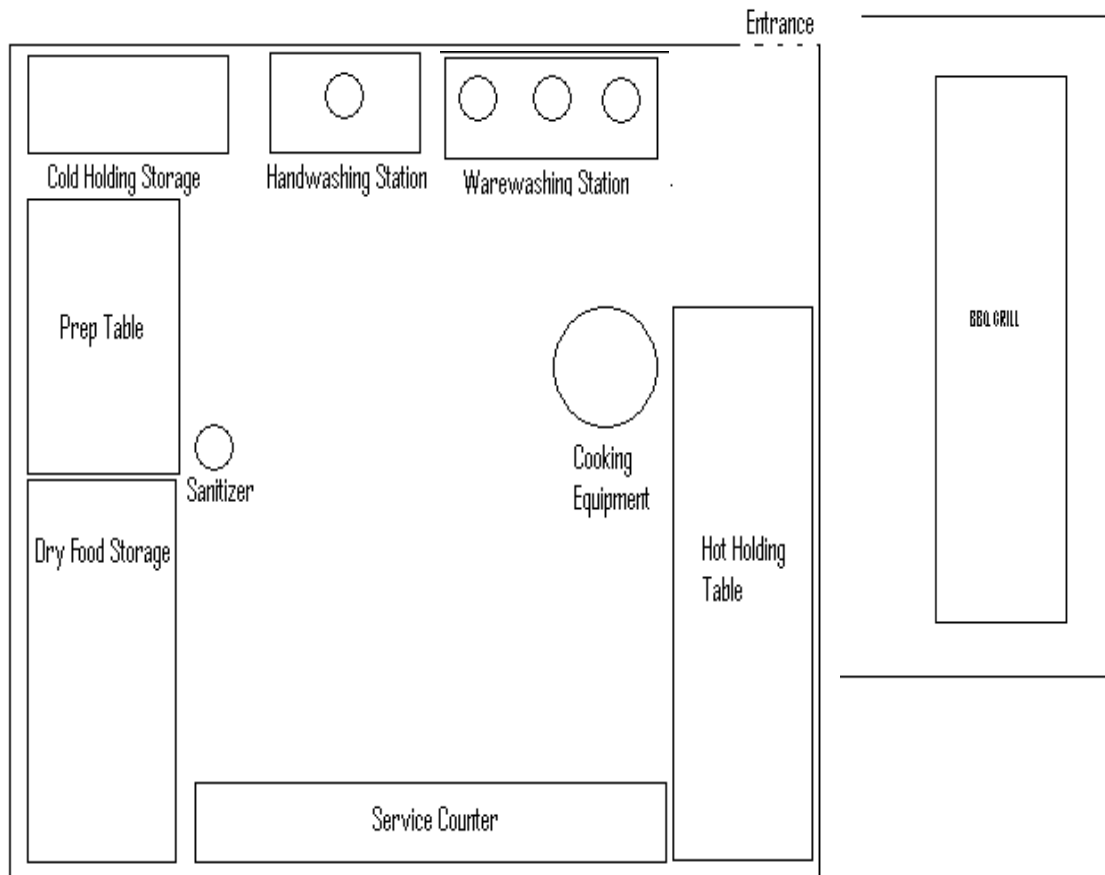 Entrance
Cold Holding Storage
Handwashing Station
Warewashing Station
Prep Table
BBQ GRILL
Sanitizer
Cooking
Equipment
Dry Food Storage
Hot Holding
Table
Service Counter